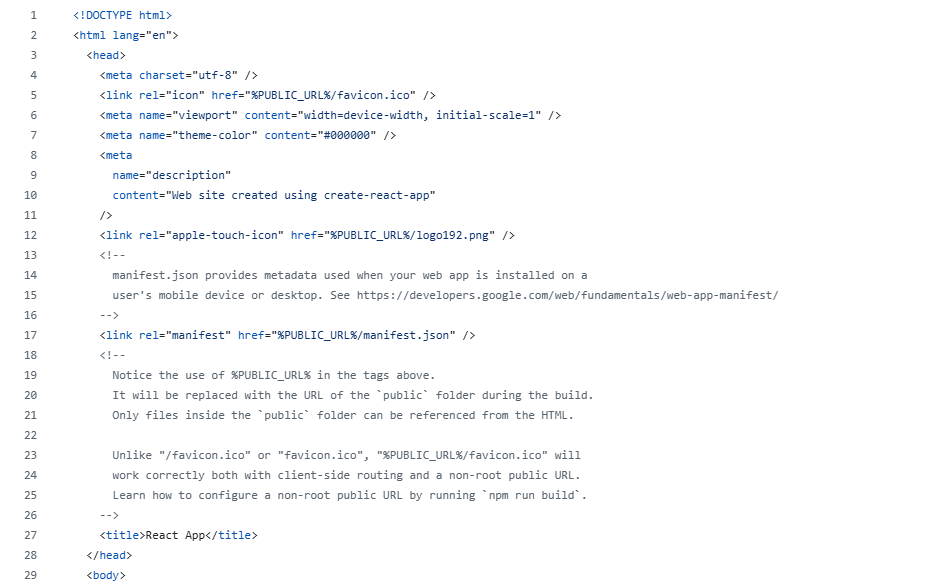 1 <!DOCTYPE html>
2 <html lang="en">
3 <head>
4 <meta charset="utf-8" />
5 <link rel="icon" href="%PUBLIC_URL%/favicon.ico" />
6 <meta name="viewport" content="width=device-width, initial-scale=1" />
7 <meta name="theme-color" content="#000000" />
8 <meta
9 name="description"
10 content="Web site created using create-react-app"
11 />
12 <link rel="apple-touch-icon" href="%PUBLIC_URL%/logo192.png" />
13 <!--
14 manifest.json provides metadata used when your web app is installed on a
15 user's mobile device or desktop. See https://developers.google.com/web/fundamentals/web-app-manifest/
16 -->
17 <link rel="manifest" href="%PUBLIC_URL%/manifest.json" />
18 <!--
19 Notice the use of %PUBLIC_URL% in the tags above.
20 It will be replaced with the URL of the `public` folder during the build.
21 Only files inside the `public` folder can be referenced from the HTML.
22
23 Unlike "/favicon.ico" or "favicon.ico", "%PUBLIC_URL%/favicon.ico" will
24 work correctly both with client-side routing and a non-root public URL.
25 Learn how to configure a non-root public URL by running `npm run build`.
26 -->
27 <title>React App</title>
28 </head>
29 <body>